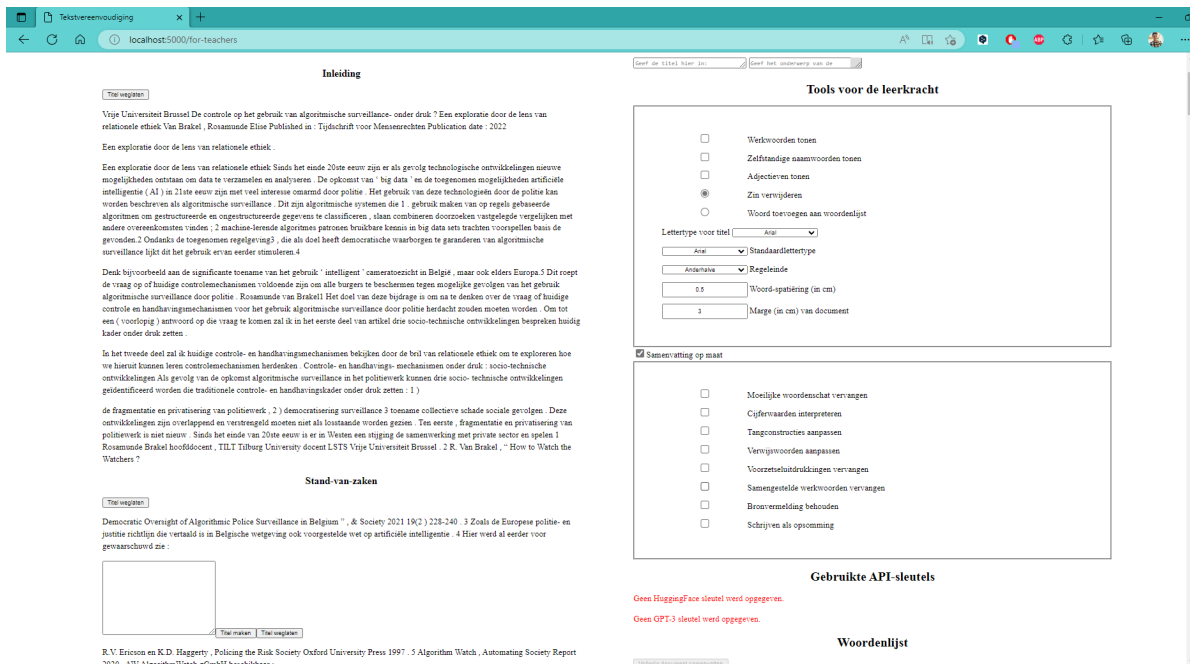 Tekstvereenvoudiging
localhost:5000/for-teachers
Inleiding
Titel weglaten
Vrije Universiteit Brussel De controle op het gebruik van algoritmische surveillance- onder druk ? Een exploratie door de lens van
relationele ethiek Van Brakel , Rosamunde Elise Published in : Tijdschrift voor Mensenrechten Publication date : 2022
Een exploratie door de lens van relationele ethiek .
Een exploratie door de lens van relationele ethiek Sinds het einde 20ste eeuw zijn er als gevolg technologische ontwikkelingen nieuwe
mogelijkheden ontstaan om data te verzamelen en analyseren . De opkomst van ‘ big data ’ en de toegenomen mogelijkheden artificiële
intelligentie ( AI ) in 21ste eeuw zijn met veel interesse omarmd door politie . Het gebruik van deze technologieën door de politie kan
worden beschreven als algoritmische surveillance . Dit zijn algoritmische systemen die 1 . gebruik maken van op regels gebaseerde
algoritmen om gestructureerde en ongestructureerde gegevens te classificeren , slaan combineren doorzoeken vastgelegde vergelijken met
andere overeenkomsten vinden ; 2 machine-lerende algoritmes patronen bruikbare kennis in big data sets trachten voorspellen basis de
gevonden.2 Ondanks de toegenomen regelgeving3 , die als doel heeft democratische waarborgen te garanderen van algoritmische
surveillance lijkt dit het gebruik ervan eerder stimuleren.4
Denk bijvoorbeeld aan de significante toename van het gebruik ‘ intelligent ’ cameratoezicht in België , maar ook elders Europa.5 Dit roept
de vraag op of huidige controlemechanismen voldoende zijn om alle burgers te beschermen tegen mogelijke gevolgen van het gebruik
algoritmische surveillance door politie . Rosamunde van Brakel1 Het doel van deze bijdrage is om na te denken over de vraag of huidige
controle en handhavingsmechanismen voor het gebruik algoritmische surveillance door politie herdacht zouden moeten worden . Om tot
een ( voorlopig ) antwoord op die vraag te komen zal ik in het eerste deel van artikel drie socio-technische ontwikkelingen bespreken huidig
kader onder druk zetten .
In het tweede deel zal ik huidige controle- en handhavingsmechanismen bekijken door de bril van relationele ethiek om te exploreren hoe
we hieruit kunnen leren controlemechanismen herdenken . Controle- en handhavings- mechanismen onder druk : socio-technische
ontwikkelingen Als gevolg van de opkomst algoritmische surveillance in het politiewerk kunnen drie socio- technische ontwikkelingen
geïdentificeerd worden die traditionele controle- en handhavingskader onder druk zetten : 1 )
de fragmentatie en privatisering van politiewerk , 2 ) democratisering surveillance 3 toename collectieve schade sociale gevolgen . Deze
ontwikkelingen zijn overlappend en verstrengeld moeten niet als losstaande worden gezien . Ten eerste , fragmentatie en privatisering van
politiewerk is niet nieuw . Sinds het einde van 20ste eeuw is er in Westen een stijging de samenwerking met private sector en spelen 1
Rosamunde Brakel hoofddocent , TILT Tilburg University docent LSTS Vrije Universiteit Brussel . 2 R. Van Brakel , “ How to Watch the
Watchers ?
Stand-van-zaken
Titel weglaten
Democratic Oversight of Algorithmic Police Surveillance in Belgium ” , & Society 2021 19(2 ) 228-240 . 3 Zoals de Europese politie- en
justitie richtlijn die vertaald is in Belgische wetgeving ook voorgestelde wet op artificiële intelligentie . 4 Hier werd al eerder voor
gewaarschuwd zie :
Titel maken Titel weglaten
R.V. Ericson en K.D. Haggerty , Policing the Risk Society Oxford University Press 1997 . 5 Algorithm Watch , Automating Society Report
2020 , AW AlgorithmWatch gGmbH beschikbaar :
Geef de titel hier in: Geef het onderwerp van de
Tools voor de leerkracht
Werkwoorden tonen
Zelfstandige naamwoorden tonen
Adjectieven tonen
Zin verwijderen
Woord toevoegen aan woordenlijst
Lettertype voor titel Arial
Arial Standaardlettertype
Anderhalve Regeleinde
0.5 Woord-spatiëring (in cm)
3 Marge (in cm) van document
Samenvatting op maat
Moeilijke woordenschat vervangen
Cijferwaarden interpreteren
Tangconstructies aanpassen
Verwijswoorden aanpassen
Voorzetseluitdrukkingen vervangen
Samengestelde werkwoorden vervangen
Bronvermelding behouden
Schrijven als opsomming
Gebruikte API-sleutels
Geen HuggingFace sleutel werd opgegeven.
Geen GPT-3 sleutel werd opgegeven.
Woordenlijst